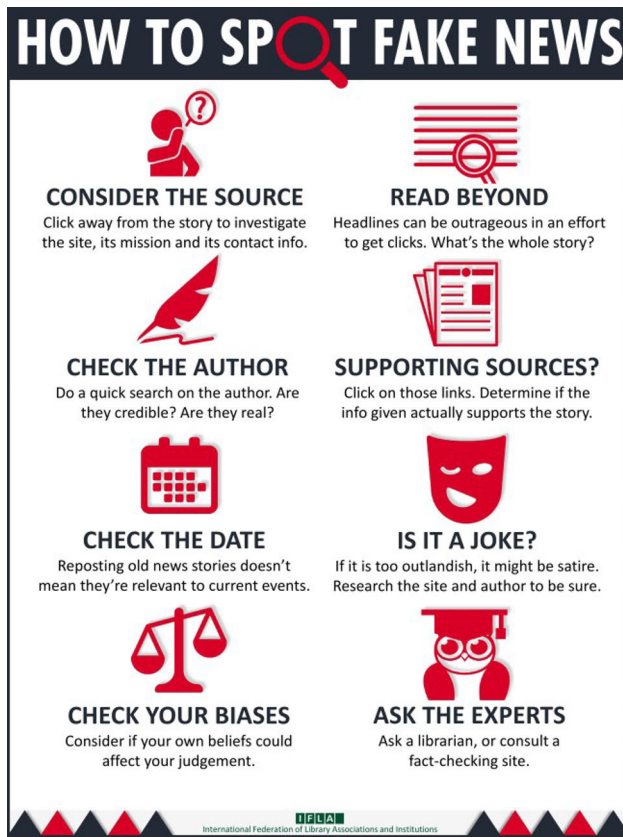 HOW TO SPOT FAKE NEWS
?
CONSIDER THE SOURCE
Click away from the story to investigate
the site, its mission and its contact info.
READ BEYOND
Headlines can be outrageous in an effort
to get clicks. What's the whole story?
CHECK THE AUTHOR
Do a quick search on the author. Are
they credible? Are they real?
SUPPORTING SOURCES?
Click on those links. Determine if the
info given actually supports the story.
CHECK THE DATE
Reposting old news stories doesn't
mean they're relevant to current events.
IS IT A JOKE?
If it is too outlandish, it might be satire.
Research the site and author to be sure.
CHECK YOUR BIASES
Consider if your own beliefs could
affect your judgement.
ASK THE EXPERTS
Ask a librarian, or consult a
fact-checking site.
IFLA
International Federation of Library Associations and Institutions